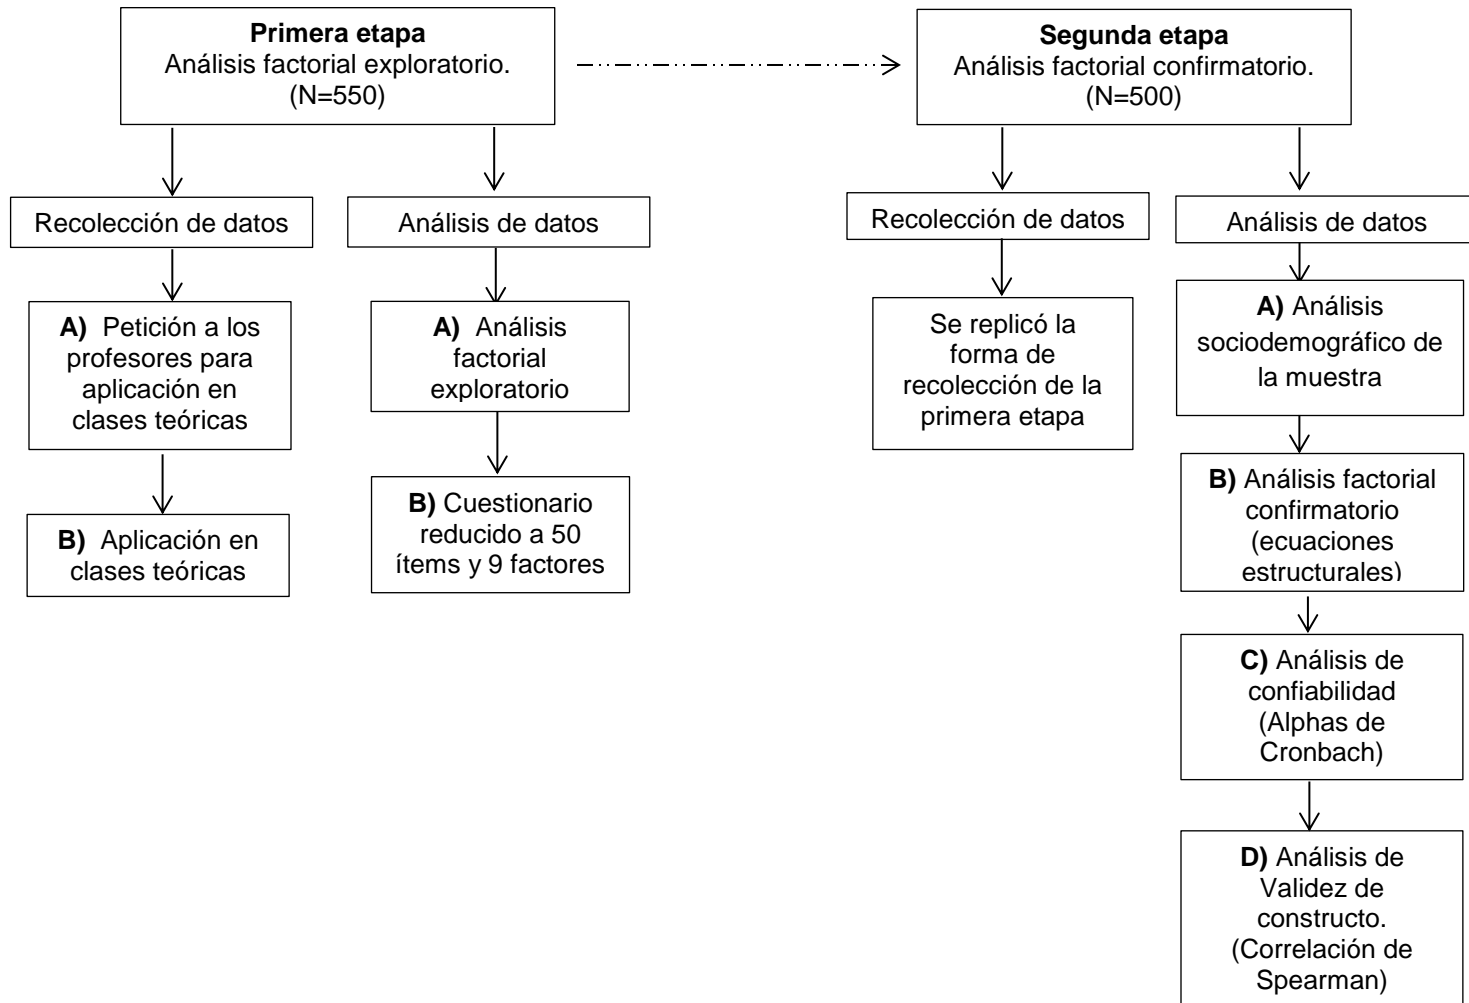 Primera etapa
Análisis factorial exploratorio.
(N=550)
Segunda etapa
Análisis factorial confirmatorio.
(N=500)
Recolección de datos
Análisis de datos
Recolección de datos
Análisis de datos
A) Petición a los
profesores para
aplicación en
clases teóricas
A) Análisis
factorial
exploratorio
Se replicó la
forma de
recolección de la
primera etapa
A) Análisis
sociodemográfico de
la muestra
B) Aplicación en
clases teóricas
B) Cuestionario
reducido a 50
ítems y 9 factores
B) Análisis factorial
confirmatorio
(ecuaciones
estructurales)
C) Análisis de
confiabilidad
(Alphas de
Cronbach)
D) Análisis de
Validez de
constructo.
(Correlación de
Spearman)